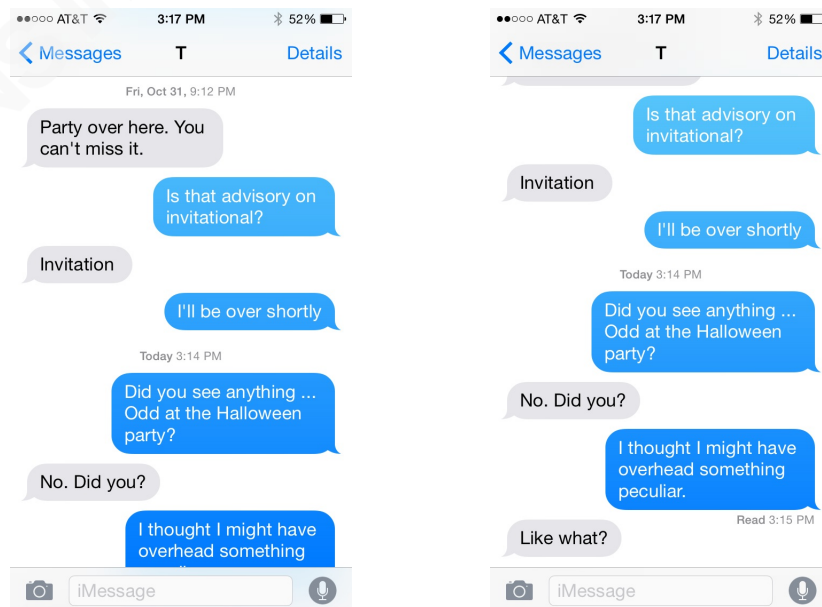 AT&T 3:17 PM 52%
Messages T Details
Fri, Oct 31, 9:12 PM
Party over here. You
can't miss it.
Is that advisory on
invitational?
Invitation
I'll be over shortly
Today 3:14 PM
Did you see anything ...
Odd at the Halloween
party?
No. Did you?
I thought I might have
overhead something
iMessage
AT&T 3:17 PM 52%
Messages T Details
Is that advisory on
invitational?
Invitation
I'll be over shortly
Today 3:14 PM
Did you see anything ...
Odd at the Halloween
party?
No. Did you?
I thought I might have
overhead something
peculiar.
Read 3:15 PM
Like what?
iMessage